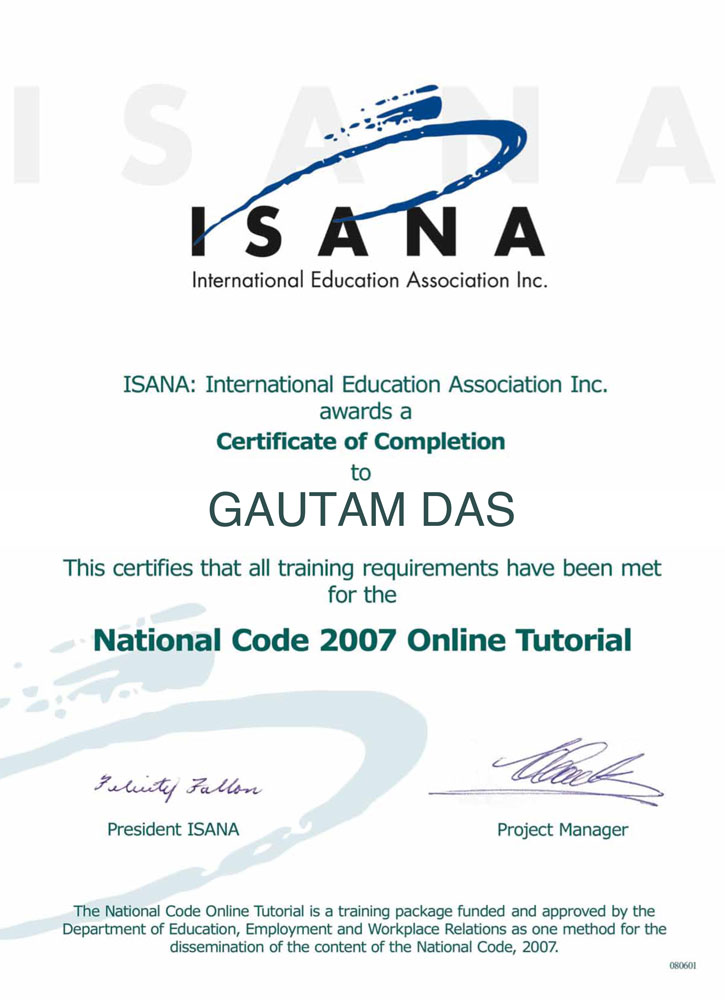 I S A N A
ISANA
International Education Association Inc.
ISANA: International Education Association Inc.
awards a
Certificate of Completion
to
GAUTAM DAS
This certifies that all training requirements have been met
for the
National Code 2007 Online Tutorial
Felicity Fallon
President ISANA
Project Manager
The National Code Online Tutorial is a training package funded and approved by the
Department of Education, Employment and Workplace Relations as one method for the
dissemination of the content of the National Code, 2007.
080601